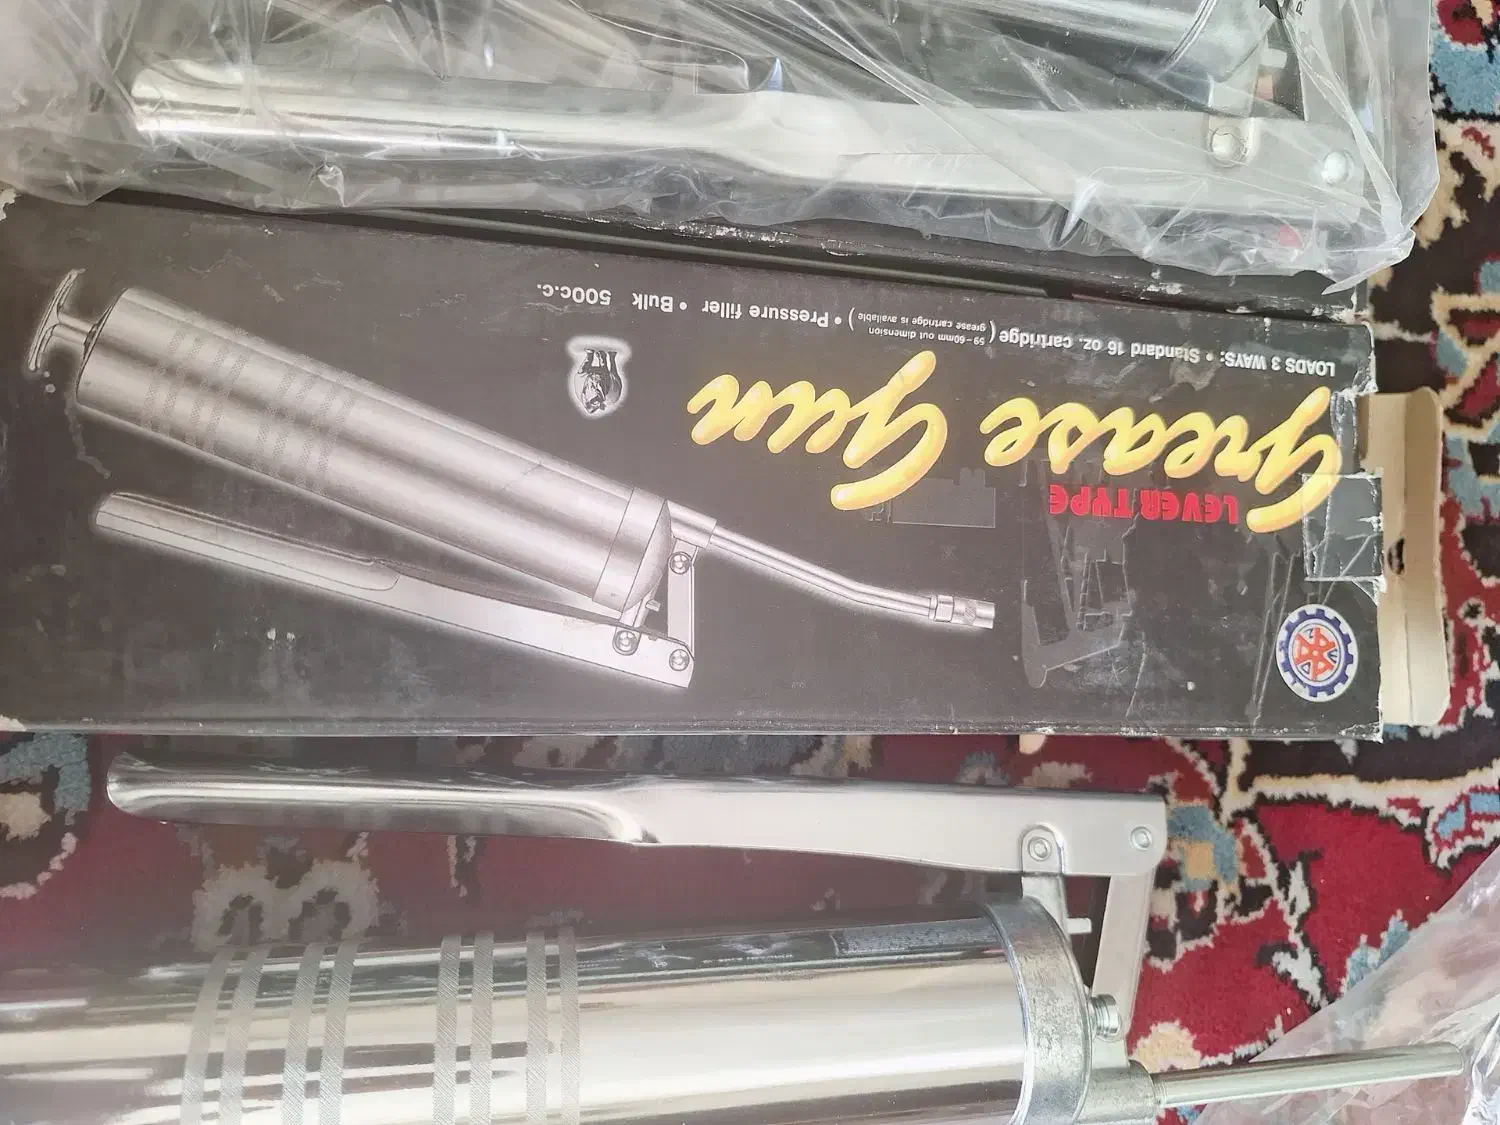 LOADS 3 WAYS: • Standard 16 oz. cartridge ( 59–60mm out dimension
grease cartridge is available ) • Pressure filler • Bulk 500c.c.
Grease Gun
LEVER TYPE